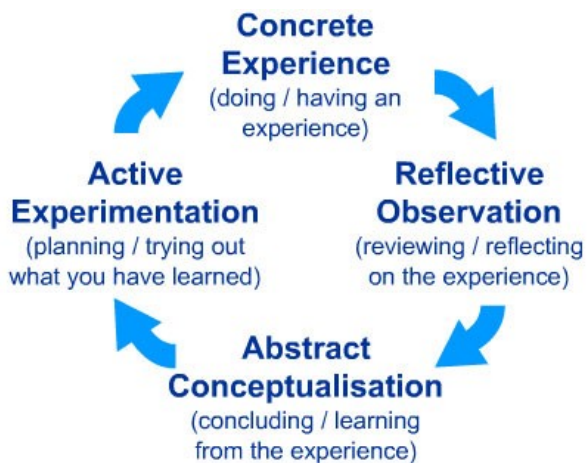 Concrete
Experience
(doing / having an
experience)
Reflective
Observation
(reviewing / reflecting
on the experience)
Abstract
Conceptualisation
(concluding / learning
from the experience)
Active
Experimentation
(planning / trying out
what you have learned)